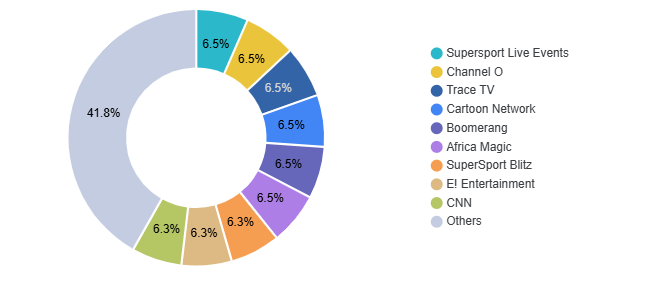 6.5%
6.5%
6.5%
6.5%
6.5%
6.5%
6.3%
6.3%
6.3%
41.8%
Supersport Live Events
Channel O
Trace TV
Cartoon Network
Boomerang
Africa Magic
SuperSport Blitz
E! Entertainment
CNN
Others